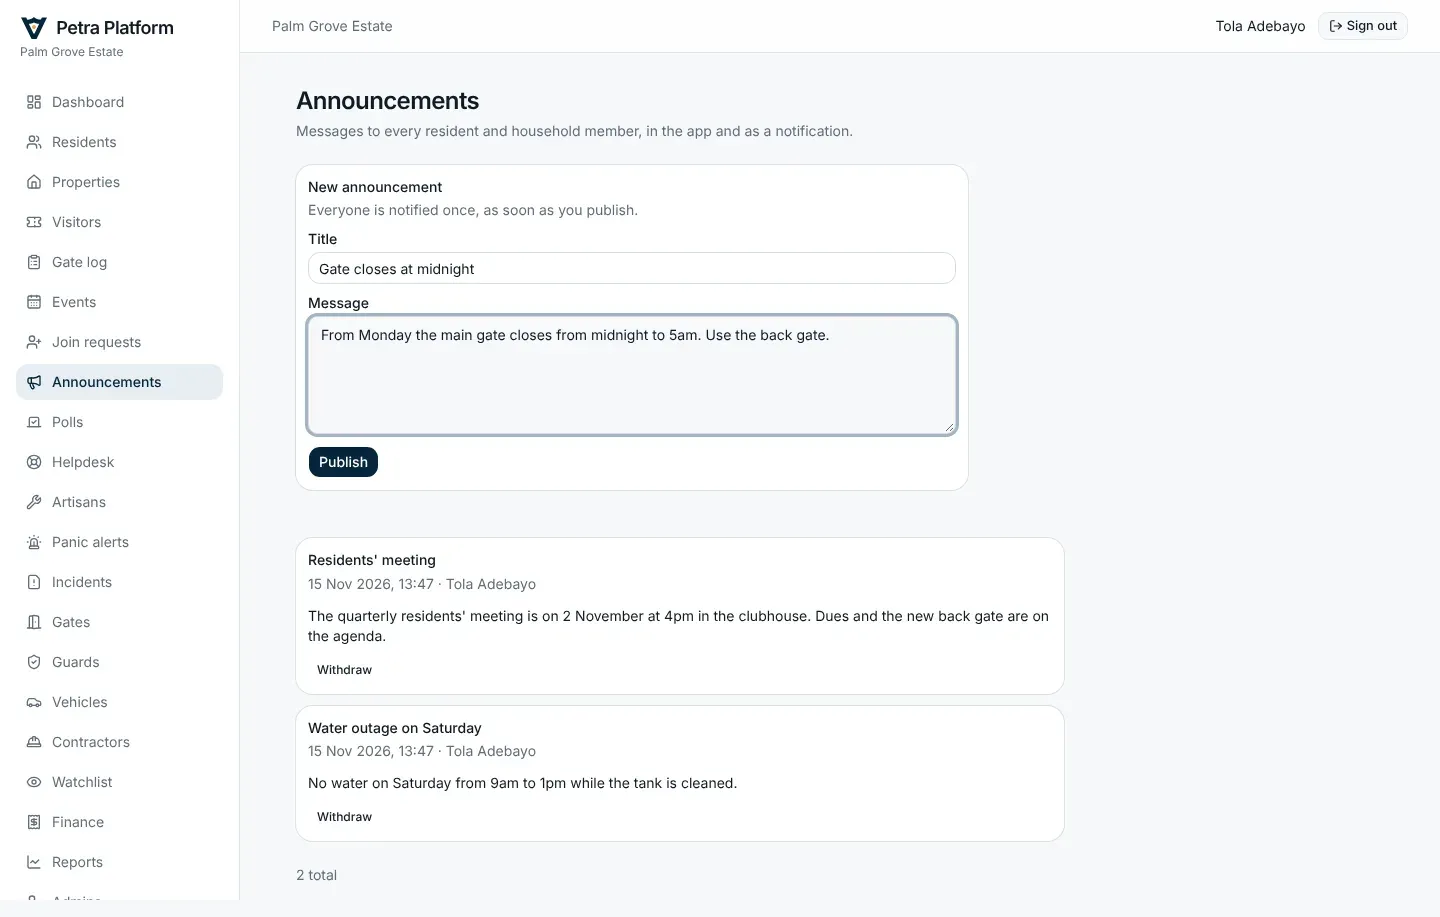 Petra Platform
Palm Grove Estate
Dashboard
Residents
Properties
Visitors
Gate log
Events
Join requests
Announcements
Polls
Helpdesk
Artisans
Panic alerts
Incidents
Gates
Guards
Vehicles
Contractors
Watchlist
Finance
Reports
Palm Grove Estate
Tola Adebayo
Sign out
Announcements
Messages to every resident and household member, in the app and as a notification.
New announcement
Everyone is notified once, as soon as you publish.
Title
Gate closes at midnight
Message
From Monday the main gate closes from midnight to 5am. Use the back gate.
Publish
Residents' meeting
15 Nov 2026, 13:47 · Tola Adebayo
The quarterly residents' meeting is on 2 November at 4pm in the clubhouse. Dues and the new back gate are on
the agenda.
Withdraw
Water outage on Saturday
15 Nov 2026, 13:47 · Tola Adebayo
No water on Saturday from 9am to 1pm while the tank is cleaned.
Withdraw
2 total